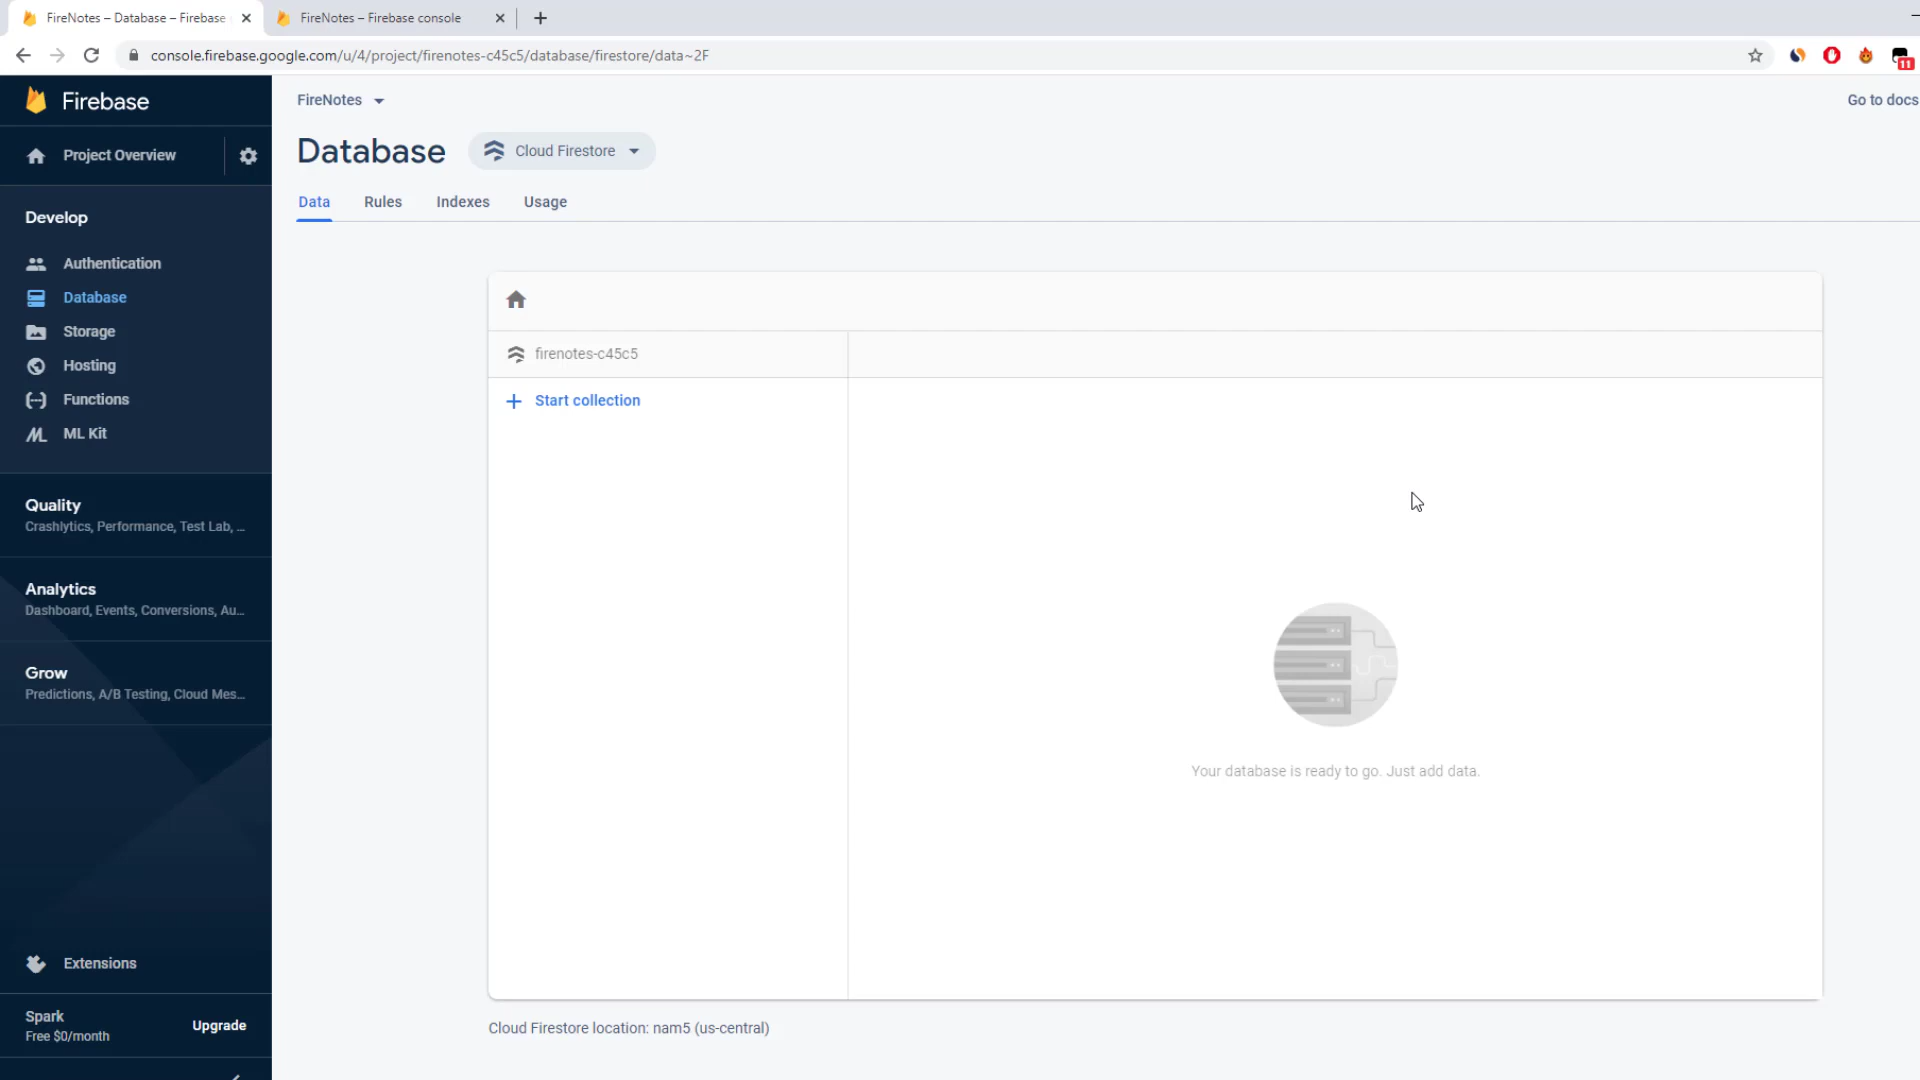 FireNotes – Database – Firebase
FireNotes – Firebase console
console.firebase.google.com/u/4/project/firenotes-c45c5/database/firestore/data~2F
11
Firebase
Project Overview
Develop
Authentication
Database
Storage
Hosting
Functions
ML Kit
Quality
Crashlytics, Performance, Test Lab, ...
Analytics
Dashboard, Events, Conversions, Au...
Grow
Predictions, A/B Testing, Cloud Mes...
Extensions
Spark
Free $0/month
Upgrade
FireNotes
Go to docs
Database
Cloud Firestore
Data
Rules
Indexes
Usage
firenotes-c45c5
Start collection
Your database is ready to go. Just add data.
Cloud Firestore location: nam5 (us-central)